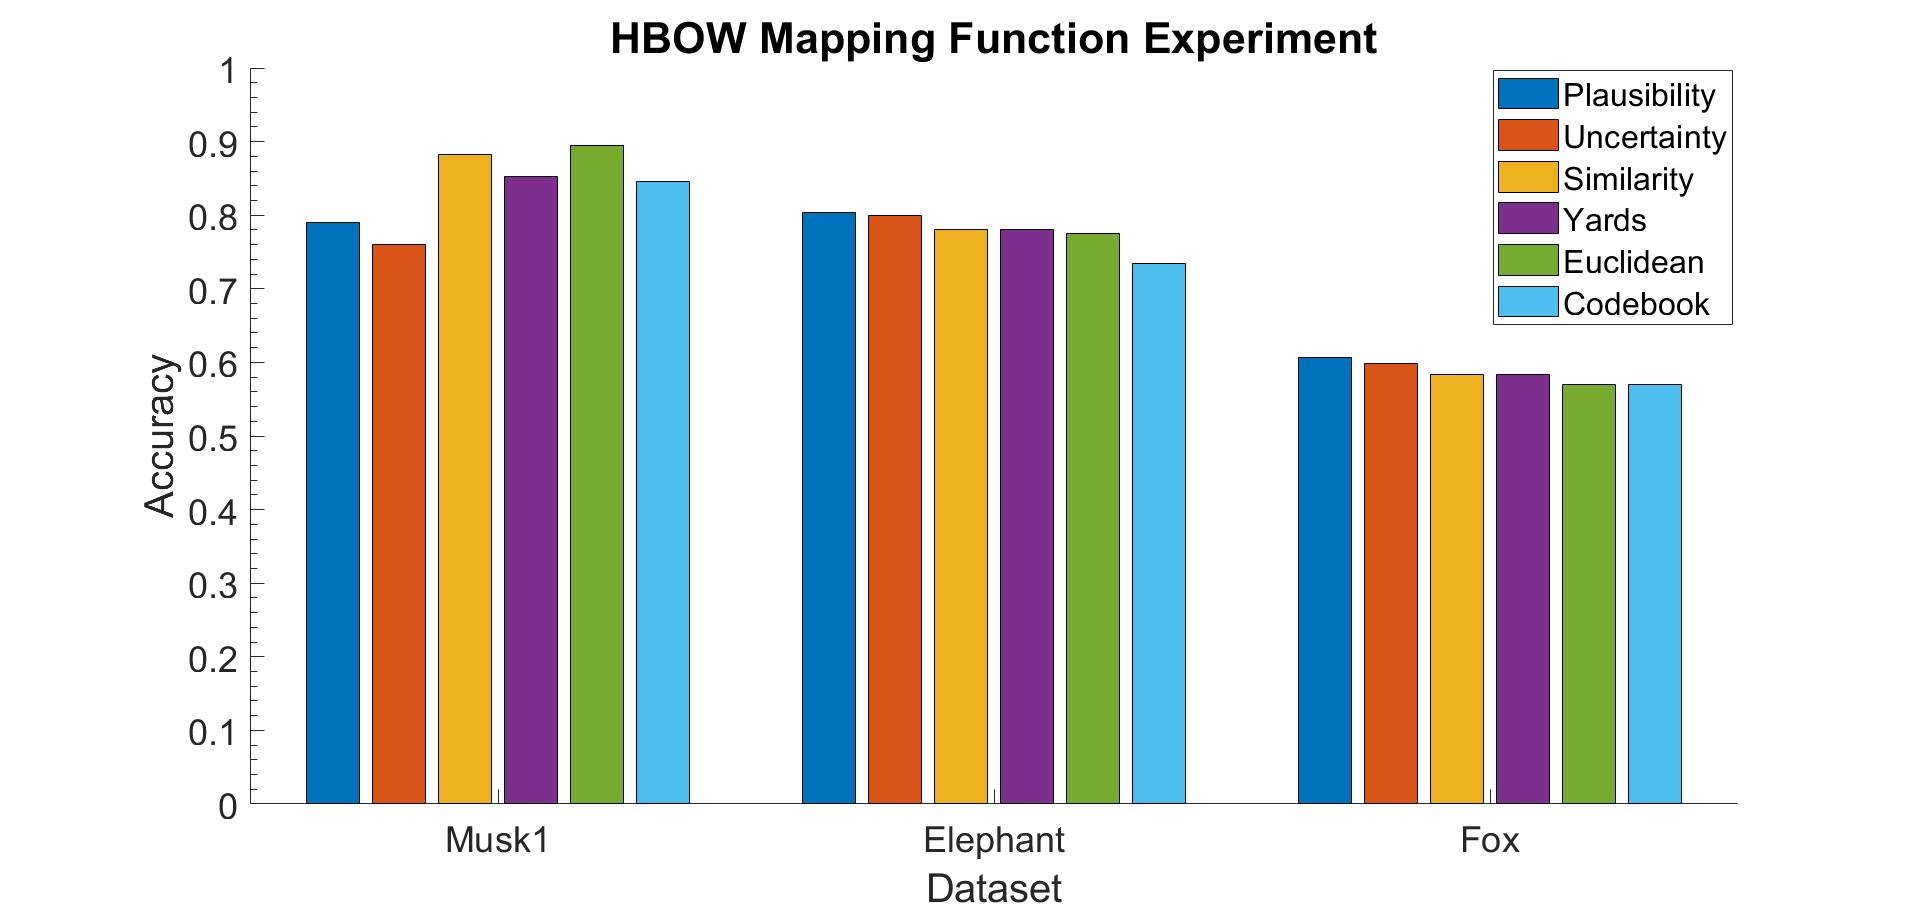 HBOW Mapping Function Experiment
1
0.9
0.8
0.7
0.6
0.5
0.4
0.3
0.2
0.1
0
Accuracy
Plausibility
Uncertainty
Similarity
Yards
Euclidean
Codebook
Musk1
Elephant
Fox
Dataset